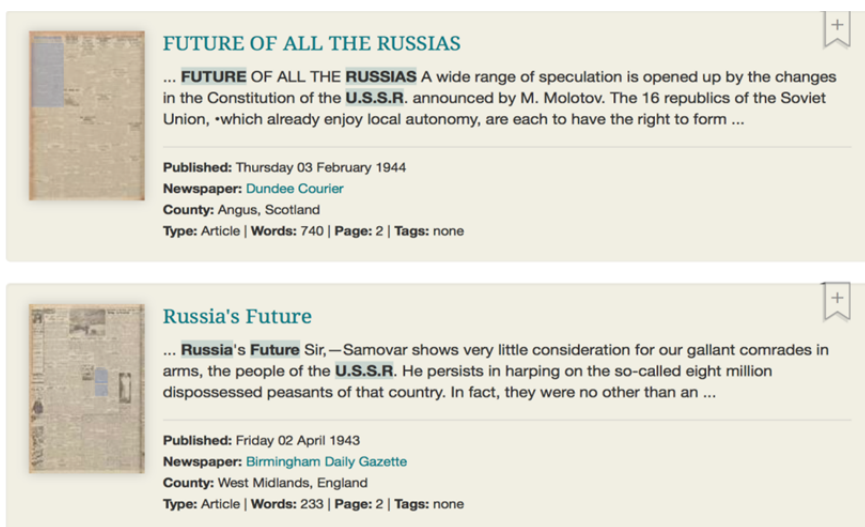 FUTURE OF ALL THE RUSSIAS
... FUTURE OF ALL THE RUSSIAS A wide range of speculation is opened up by the changes
in the Constitution of the U.S.S.R. announced by M. Molotov. The 16 republics of the Soviet
Union, •which already enjoy local autonomy, are each to have the right to form ...
Published: Thursday 03 February 1944
Newspaper: Dundee Courier
County: Angus, Scotland
Type: Article | Words: 740 | Page: 2 | Tags: none
Russia's Future
... Russia's Future Sir,—Samovar shows very little consideration for our gallant comrades in
arms, the people of the U.S.S.R. He persists in harping on the so-called eight million
dispossessed peasants of that country. In fact, they were no other than an ...
Published: Friday 02 April 1943
Newspaper: Birmingham Daily Gazette
County: West Midlands, England
Type: Article | Words: 233 | Page: 2 | Tags: none